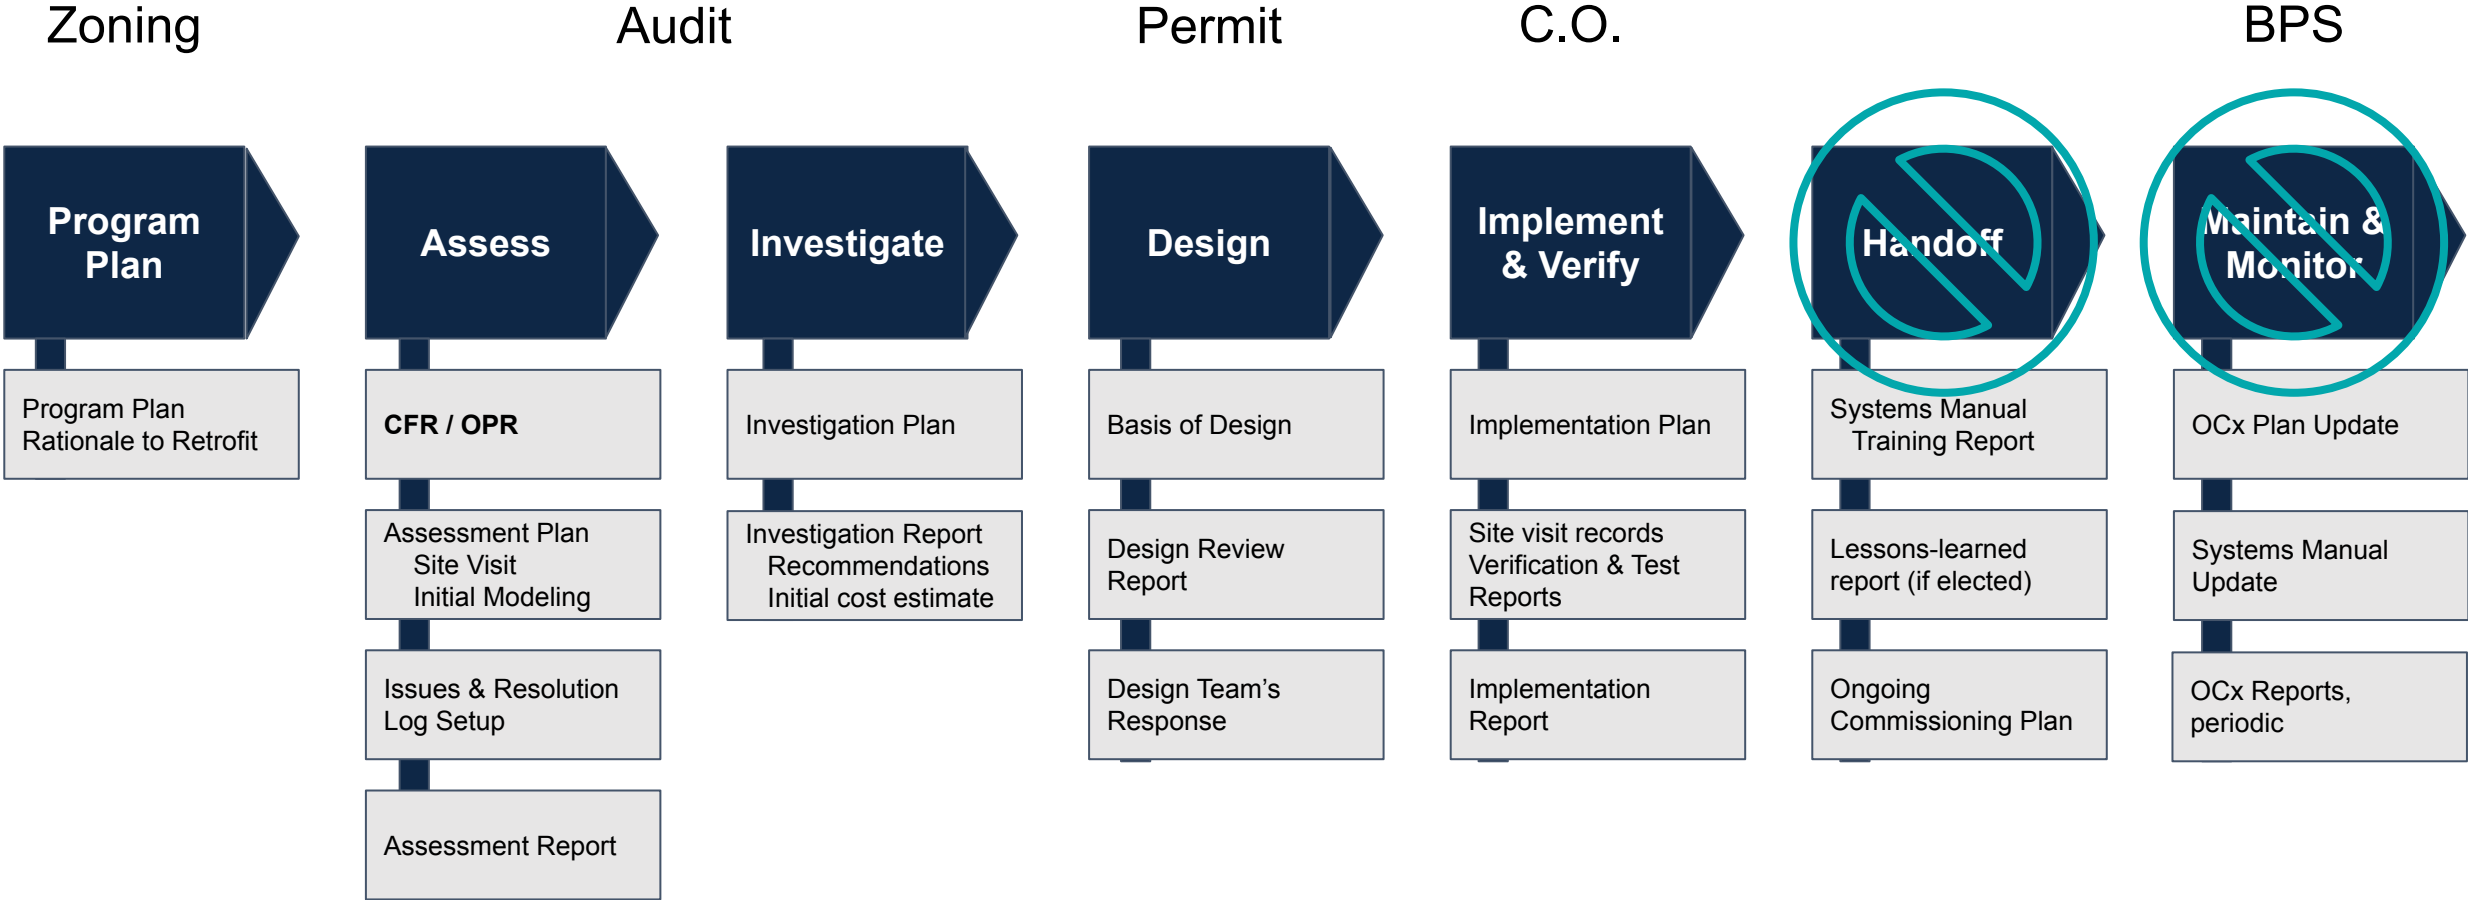 Zoning
Audit
Permit
C.O.
BPS
Program
Plan
Assess
Investigate
Design
Implement
& Verify
Handoff
Maintain &
Monitor
Program Plan
Rationale to Retrofit
CFR / OPR
Assessment Plan
Site Visit
Initial Modeling
Issues & Resolution
Log Setup
Assessment Report
Investigation Plan
Investigation Report
Recommendations
Initial cost estimate
Basis of Design
Design Review
Report
Design Team’s
Response
Implementation Plan
Site visit records
Verification & Test
Reports
Implementation
Report
Systems Manual
Training Report
Lessons-learned
report (if elected)
Ongoing
Commissioning Plan
OCx Plan Update
Systems Manual
Update
OCx Reports,
periodic